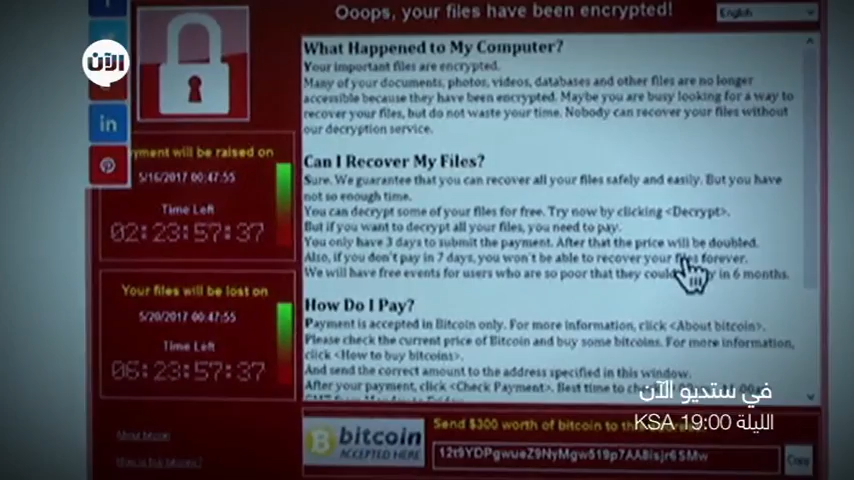 Ooops, your files have been encrypted!
English
الآن
What Happened to My Computer?
Your important files are encrypted.
Many of your documents, photos, videos, databases and other files are no longer
accessible because they have been encrypted. Maybe you are busy looking for a way to
recover your files, but do not waste your time. Nobody can recover your files without
our decryption service.
Can I Recover My Files?
Sure. We guarantee that you can recover all your files safely and easily. But you have
not so enough time.
You can decrypt some of your files for free. Try now by clicking <Decrypt>.
But if you want to decrypt all your files, you need to pay.
You only have 3 days to submit the payment. After that the price will be doubled.
Also, if you don't pay in 7 days, you won't be able to recover your files forever.
We will have free events for users who are so poor that they in 6 months.
How Do I Pay?
Payment is accepted in Bitcoin only. For more information, click <About bitcoin>.
Please check the current price of Bitcoin and buy some bitcoins. For more information,
click <How to buy bitcoins>.
And send the correct amount to the address specified in this window.
After your payment, click <Check Payment>. Best time to
in
will be raised on
5/16/2017 00:47:55
Time Left
02:23:57:37
Your files will be lost on
5/20/2017 00:47:55
Time Left
06:23:57:37
About bitcoin
How to buy bitcoins?
bitcoin
ACCEPTED HERE
Send $300 worth of bitcoin to
12t9YDPgwueZ9NyMgw519p7AA8isjr6SMw
Copy
في ستديو الآن
الليلة 19:00 KSA